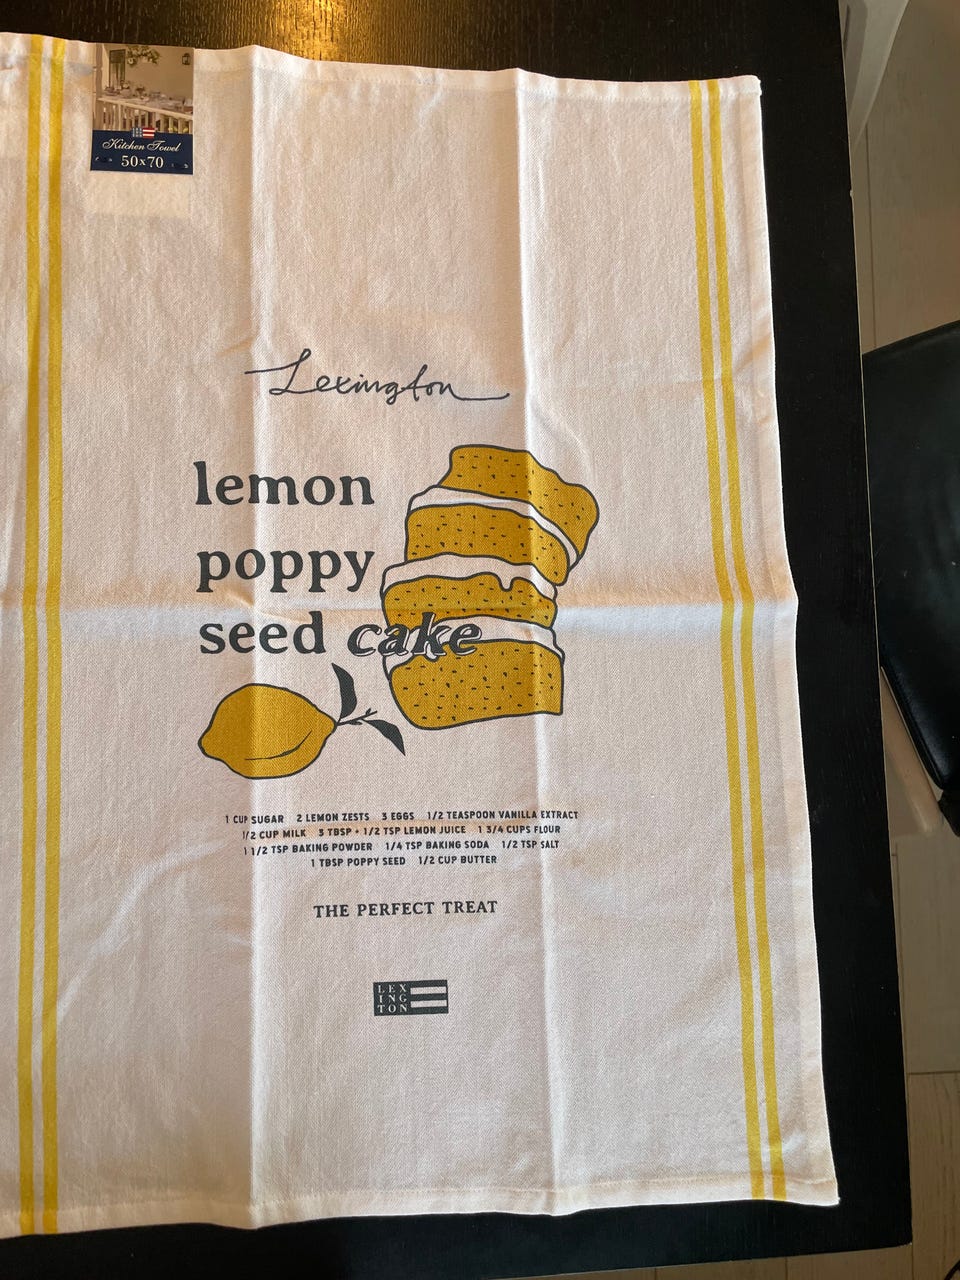 Kitchen Towel
50x70
Lexington
lemon
poppy
seed cake
1 CUP SUGAR 2 LEMON ZESTS 3 EGGS 1/2 TEASPOON VANILLA EXTRACT
1/2 CUP MILK 3 TBSP + 1/2 TSP LEMON JUICE 1 3/4 CUPS FLOUR
1 1/2 TSP BAKING POWDER 1/4 TSP BAKING SODA 1/2 TSP SALT
1 TBSP POPPY SEED 1/2 CUP BUTTER
THE PERFECT TREAT
LEX
ING
TON